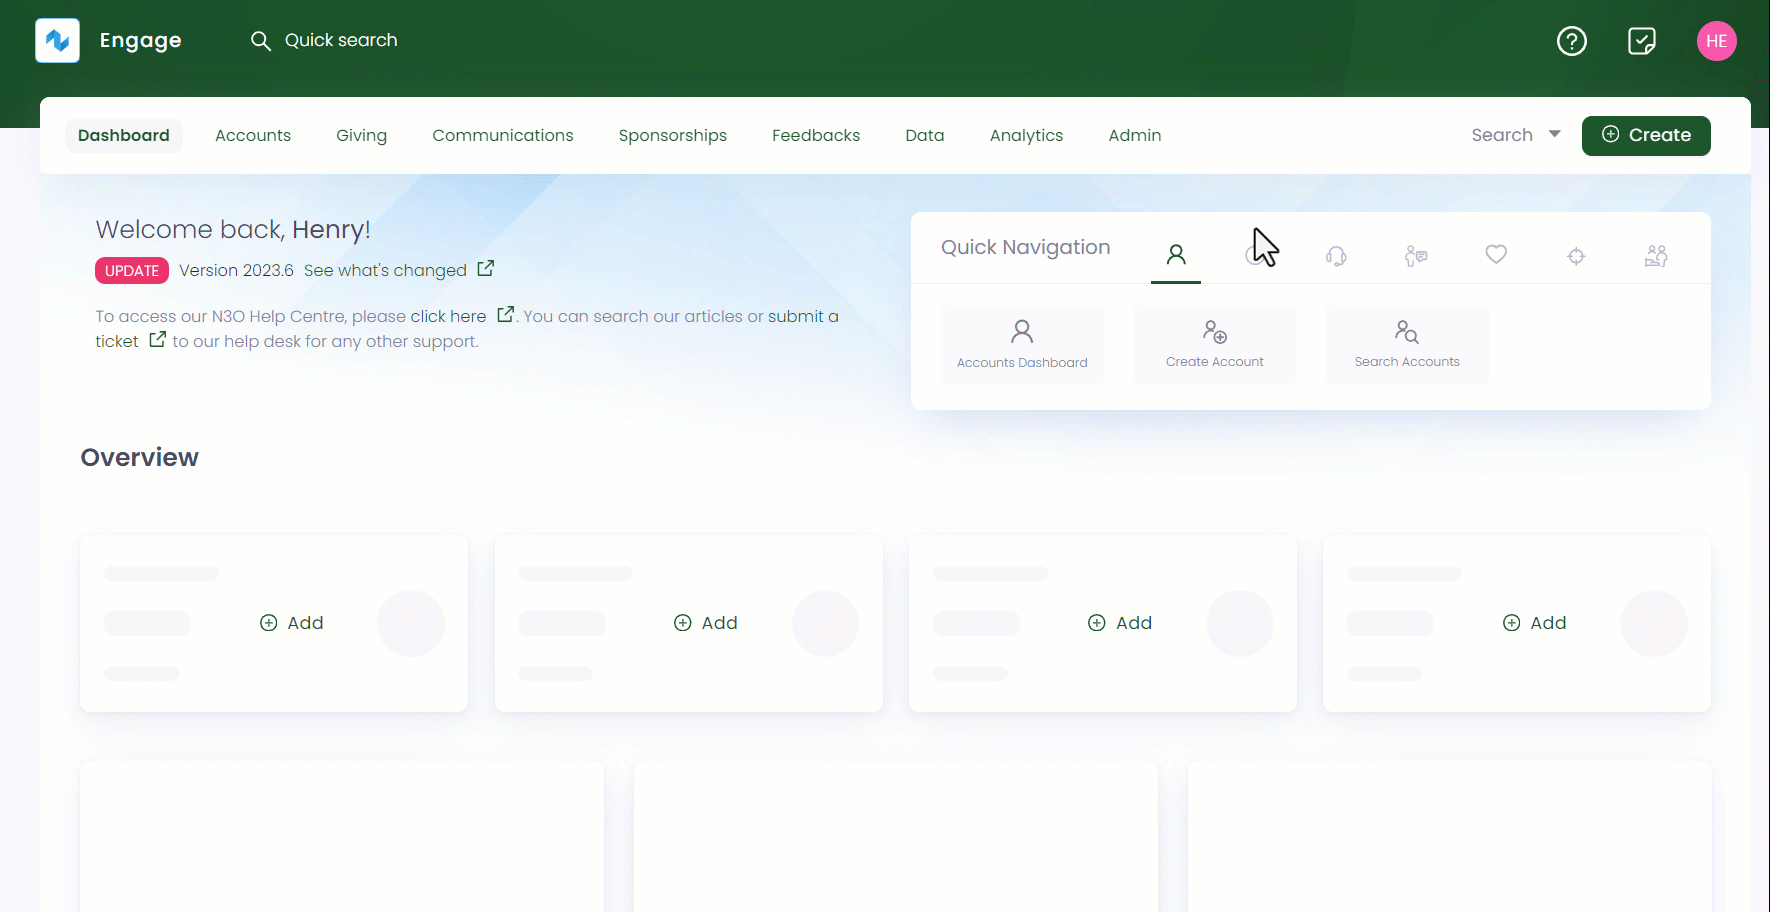 Engage
Quick search
HE
Dashboard Accounts Giving Communications Sponsorships Feedbacks Data Analytics Admin Search Create
Welcome back, Henry!
UPDATE Version 2023.6 See what's changed
To access our N3O Help Centre, please click here . You can search our articles or submit a
ticket to our help desk for any other support.
Quick Navigation
Accounts Dashboard
Create Account
Search Accounts
Overview
Add
Add
Add
Add